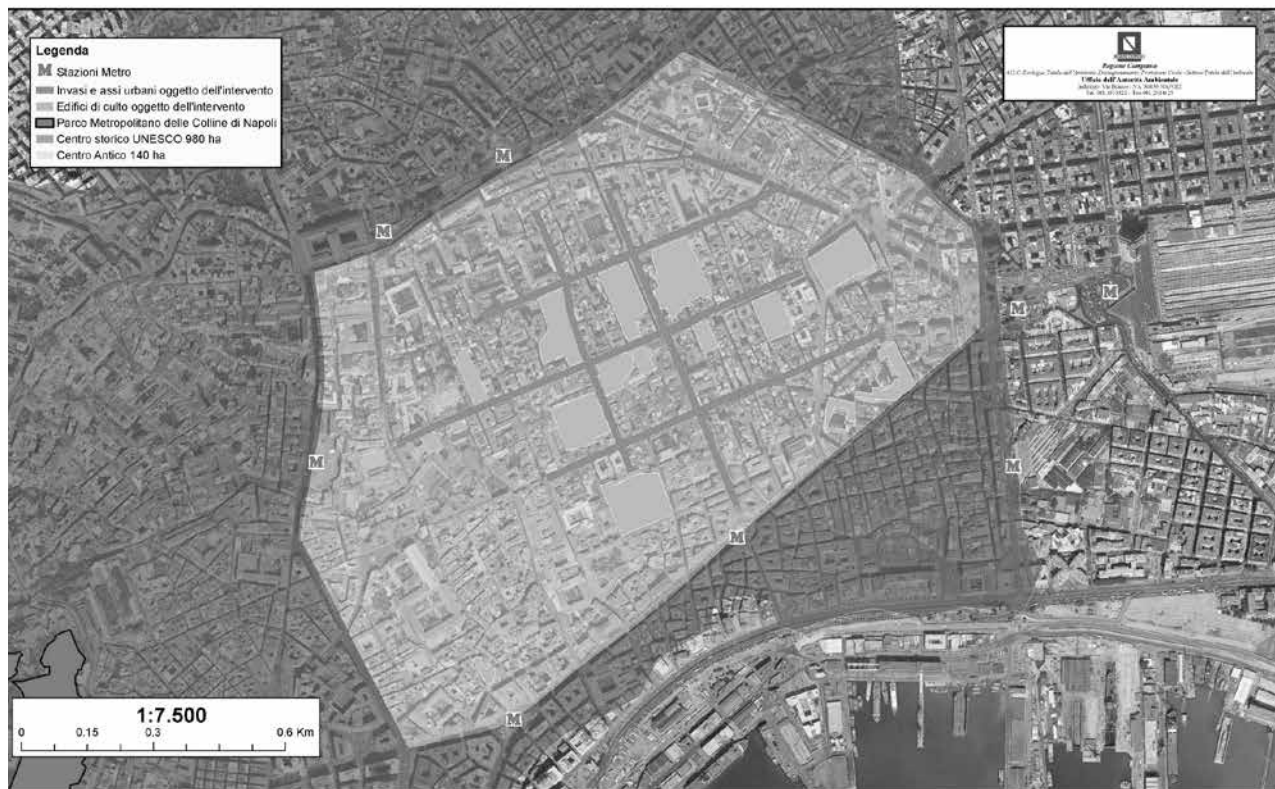 Legenda
M Stazioni Metro
Invasi e assi urbani oggetto dell'intervento
Edifici di culto oggetto dell'intervento
Parco Metropolitano delle Colline di Napoli
Centro storico UNESCO 980 ha
Centro Antico 140 ha
Regione Campania
Ufficio dell'Autorità Ambientale
M
M
M
M
M
M
M
M
1:7.500
0 0.15 0.3 0.6 Km